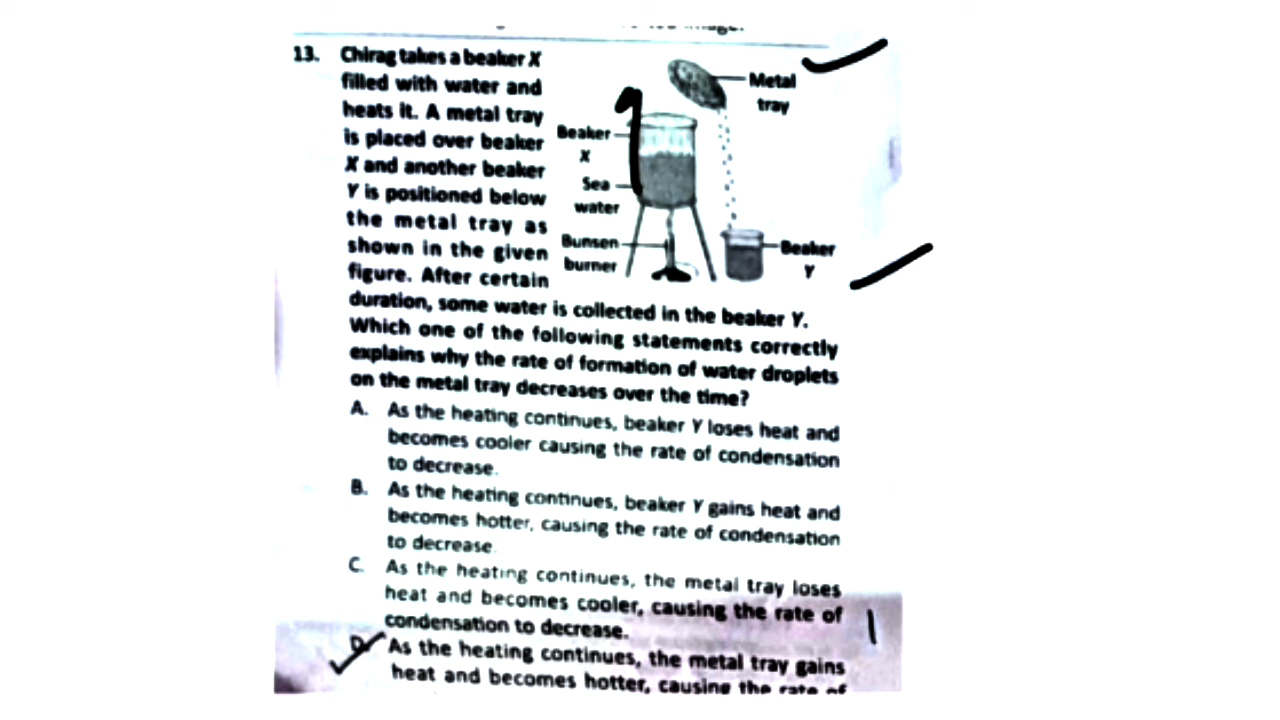 13. Chirag takes a beaker X
filled with water and
heats it. A metal tray
is placed over beaker
X and another beaker
Y is positioned below
the metal tray as
shown in the given
figure. After certain
duration, some water is collected in the beaker Y.
Metal
tray
Beaker
X
Sea
water
Bunsen
burner
Beaker
Y
Which one of the following statements correctly
explains why the rate of formation of water droplets
on the metal tray decreases over the time?
A. As the heating continues, beaker Y loses heat and
becomes cooler causing the rate of condensation
to decrease.
B. As the heating continues, beaker Y gains heat and
becomes hotter, causing the rate of condensation
to decrease.
C. As the heating continues, the metal tray loses
heat and becomes cooler, causing the rate of
condensation to decrease.
D. As the heating continues, the metal tray gains
heat and becomes hotter, causing the rate of